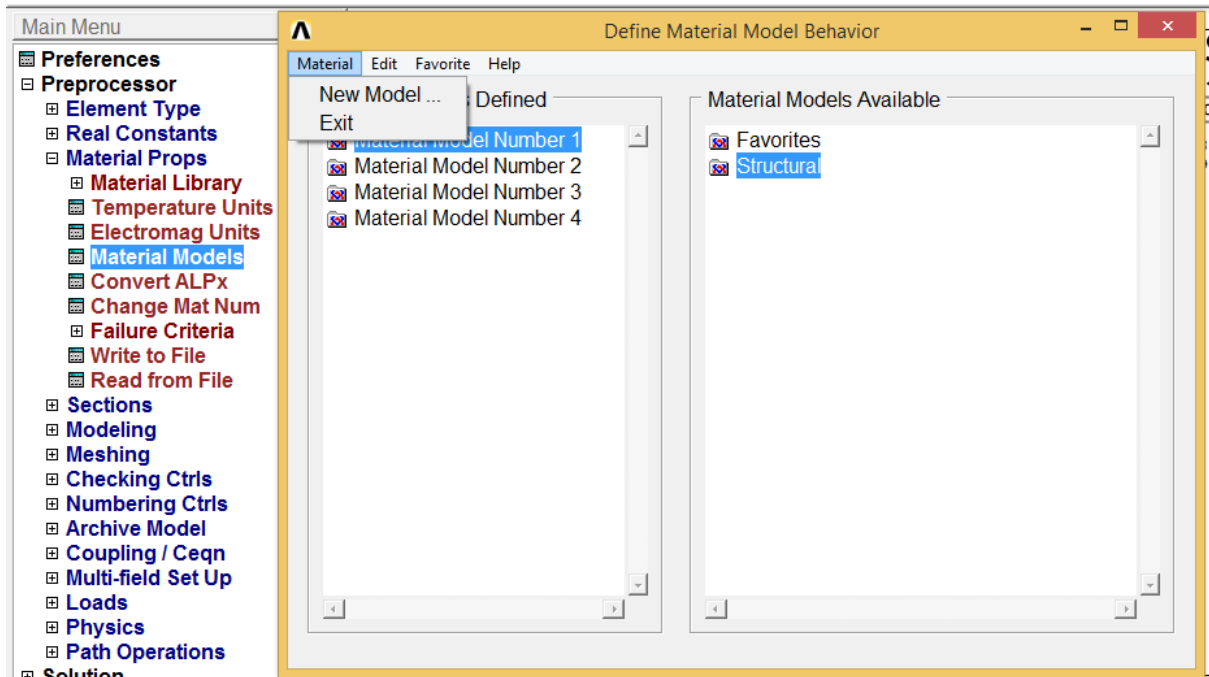 Main Menu
Preferences
Preprocessor
Element Type
Real Constants
Material Props
Material Library
Temperature Units
Electromag Units
Material Models
Convert ALPx
Change Mat Num
Failure Criteria
Write to File
Read from File
Sections
Modeling
Meshing
Checking Ctrls
Numbering Ctrls
Archive Model
Coupling / Ceqn
Multi-field Set Up
Loads
Physics
Path Operations
Solution
Define Material Model Behavior
Material Edit Favorite Help
New Model ...
Exit
Defined
Material Model Number 1
Material Model Number 2
Material Model Number 3
Material Model Number 4
Material Models Available
Favorites
Structural